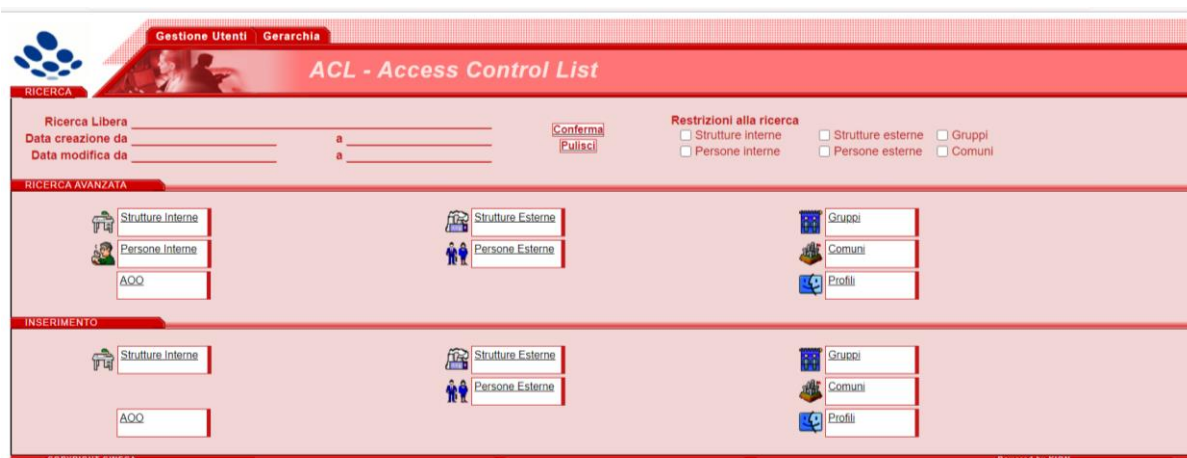 Gestione Utenti Gerarchia
ACL - Access Control List
RICERCA
Ricerca Libera
Data creazione da a
Data modifica da a
Conferma
Pulisci
Restrizioni alla ricerca
Strutture interne Strutture esterne Gruppi
Persone interne Persone esterne Comuni
RICERCA AVANZATA
Strutture Interne Strutture Esterne Gruppi
Persone Interne Persone Esterne Comuni
AOO Profili
INSERIMENTO
Strutture Interne Strutture Esterne Gruppi
Persone Esterne Comuni
AOO Profili